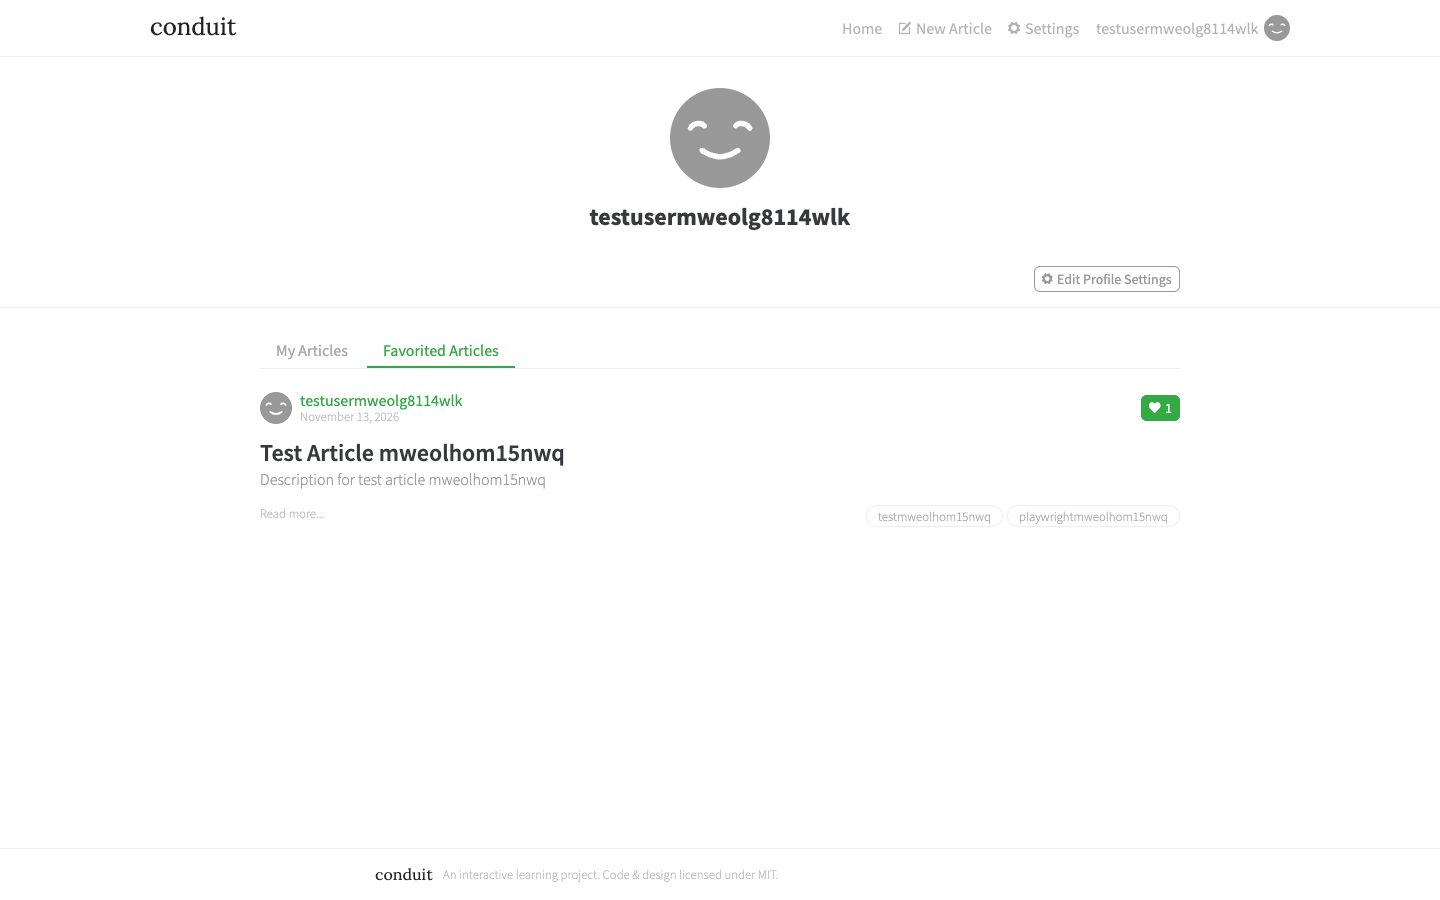 conduit
Home New Article Settings testusermweolg8114wlk
testusermweolg8114wlk
Edit Profile Settings
My Articles Favorited Articles
testusermweolg8114wlk
November 13, 2026
1
Test Article mweolhom15nwq
Description for test article mweolhom15nwq
Read more...
testmweolhom15nwq playwrightmweolhom15nwq
conduit An interactive learning project. Code & design licensed under MIT.